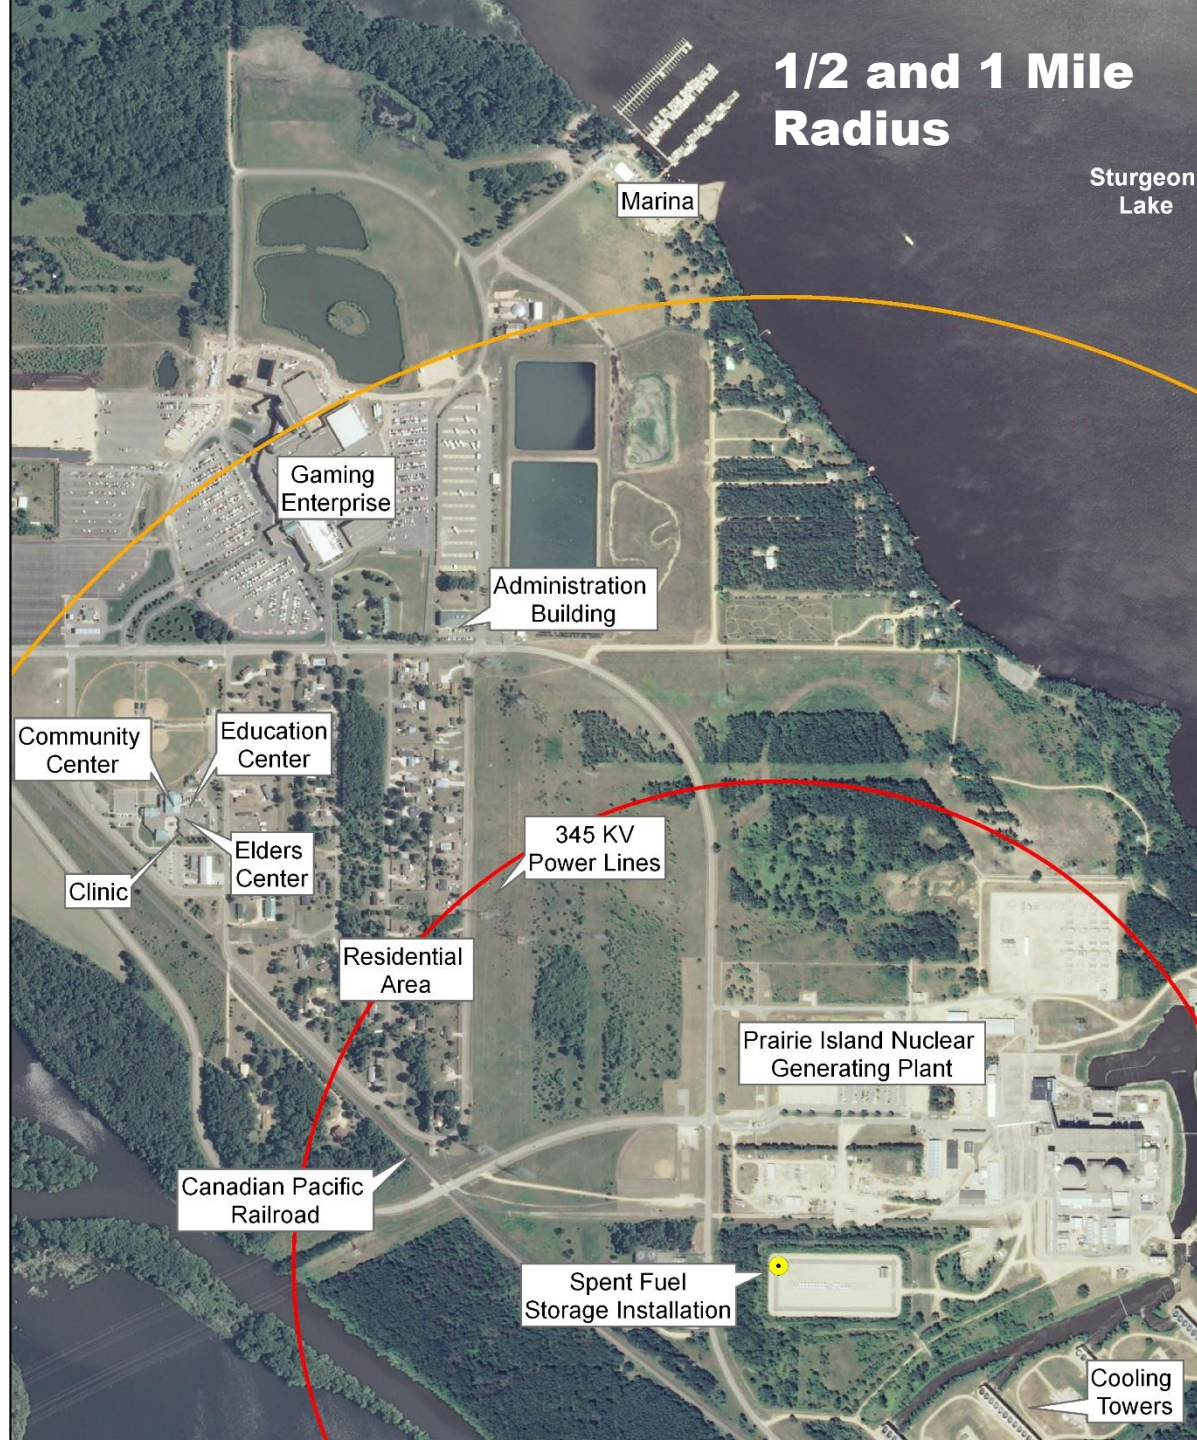 1/2 and 1 Mile
Radius
Sturgeon
Lake
Marina
Gaming
Enterprise
Administration
Building
Community
Center
Education
Center
345 KV
Power Lines
Elders
Center
Clinic
Residential
Area
Prairie Island Nuclear
Generating Plant
Canadian Pacific
Railroad
Spent Fuel
Storage Installation
Cooling
Towers